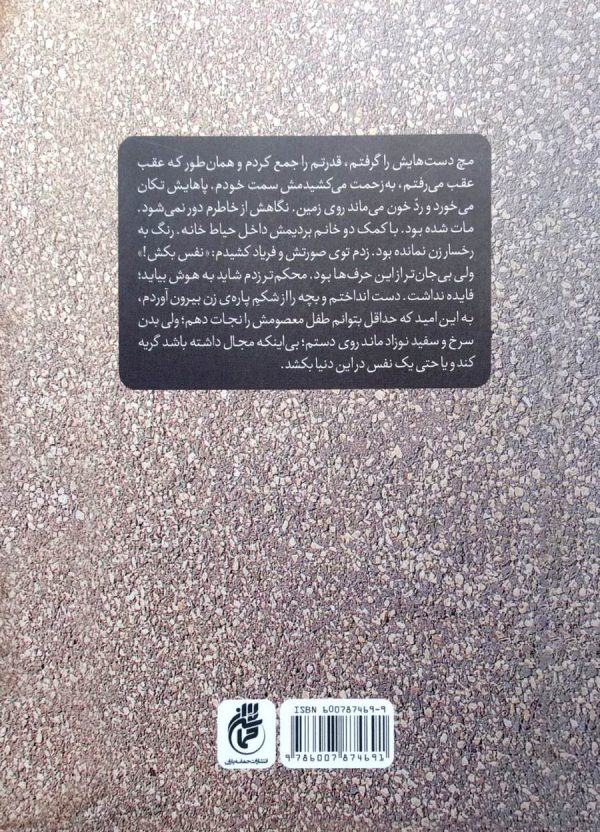 مچ دست‌هایش را گرفتم، قدرتم را جمع کردم و همان‌طور که عقب
عقب می‌رفتم، به‌زحمت می‌کشیدمش سمت خودم. پاهایش تکان
می‌خورد و ردّ خون می‌ماند روی زمین. نگاهش از خاطرم دور نمی‌شود.
مات شده بود. با کمک دو خانم بردیمش داخل حیاط خانه. رنگ به
رخسار زن نمانده بود. زدم توی صورتش و فریاد کشیدم: «نفس بکش!»
ولی بی‌جان‌تر از این حرف‌ها بود. محکم‌تر زدم شاید به هوش بیاید؛
فایده نداشت. دست انداختم و بچه را از شکم پاره‌ی زن بیرون آوردم،
به این امید که حداقل بتوانم طفل معصومش را نجات دهم؛ ولی بدن
سرخ و سفید نوزاد ماند روی دستم؛ بی‌اینکه مجال داشته باشد گریه
کند و یا حتی یک نفس در این دنیا بکشد.
ISBN 600787469-9
9 786007 874691
انتشارات حماسه یاران